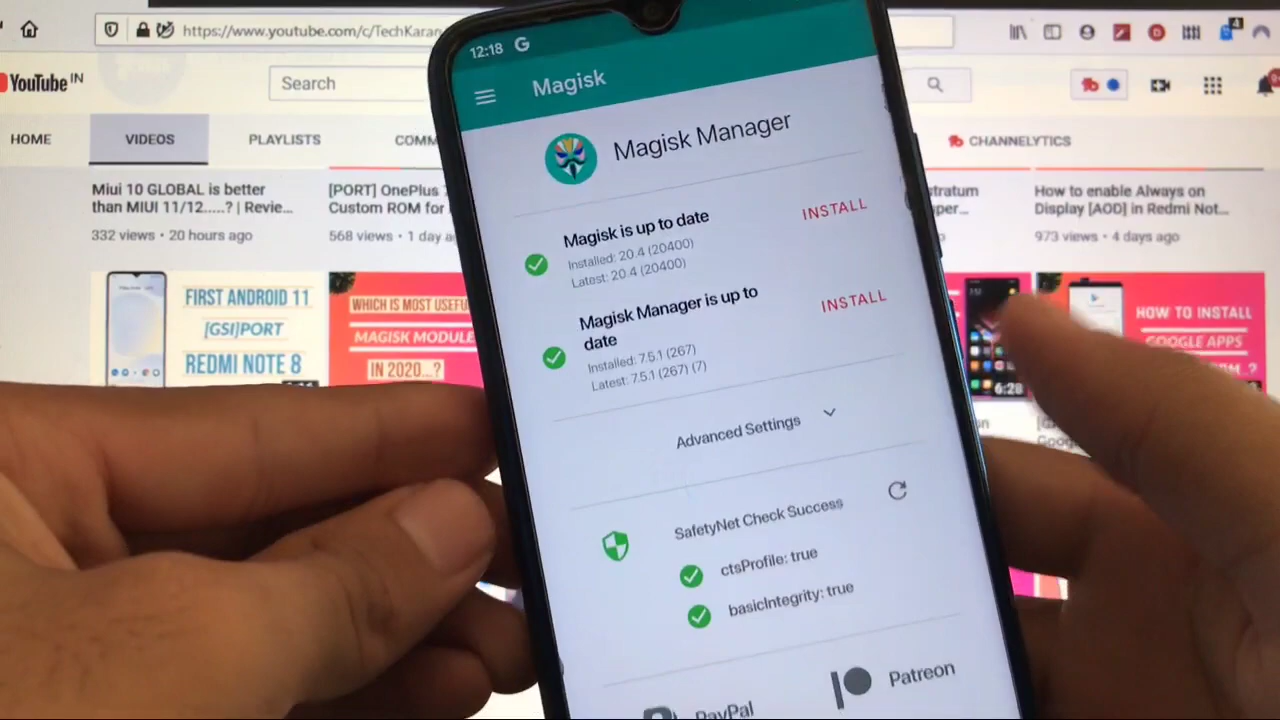 https://www.youtube.com/c/TechKaran
4
YouTube IN
Search
HOME
VIDEOS
PLAYLISTS
COMM
CHANNELYTICS
Miui 10 GLOBAL is better
than MIUI 11/12.....? | Revie...
332 views • 20 hours ago
[PORT] OnePlus 7
Custom ROM for
568 views • 1 day a
stratum
per...
How to enable Always on
Display [AOD] in Redmi Not...
973 views • 4 days ago
FIRST ANDROID 11
[GSI]PORT
REDMI NOTE 8
WHICH IS MOST USEFU
MAGISK MODULE
IN 2020...?
6:28
HOW TO INSTALL
GOOGLE APPS
12:18 G
Magisk
Magisk Manager
Magisk is up to date
INSTALL
Installed: 20.4 (20400)
Latest: 20.4 (20400)
Magisk Manager is up to
date
INSTALL
Installed: 7.5.1 (267)
Latest: 7.5.1 (267) (7)
Advanced Settings
SafetyNet Check Success
ctsProfile: true
basicIntegrity: true
PayPal
Patreon